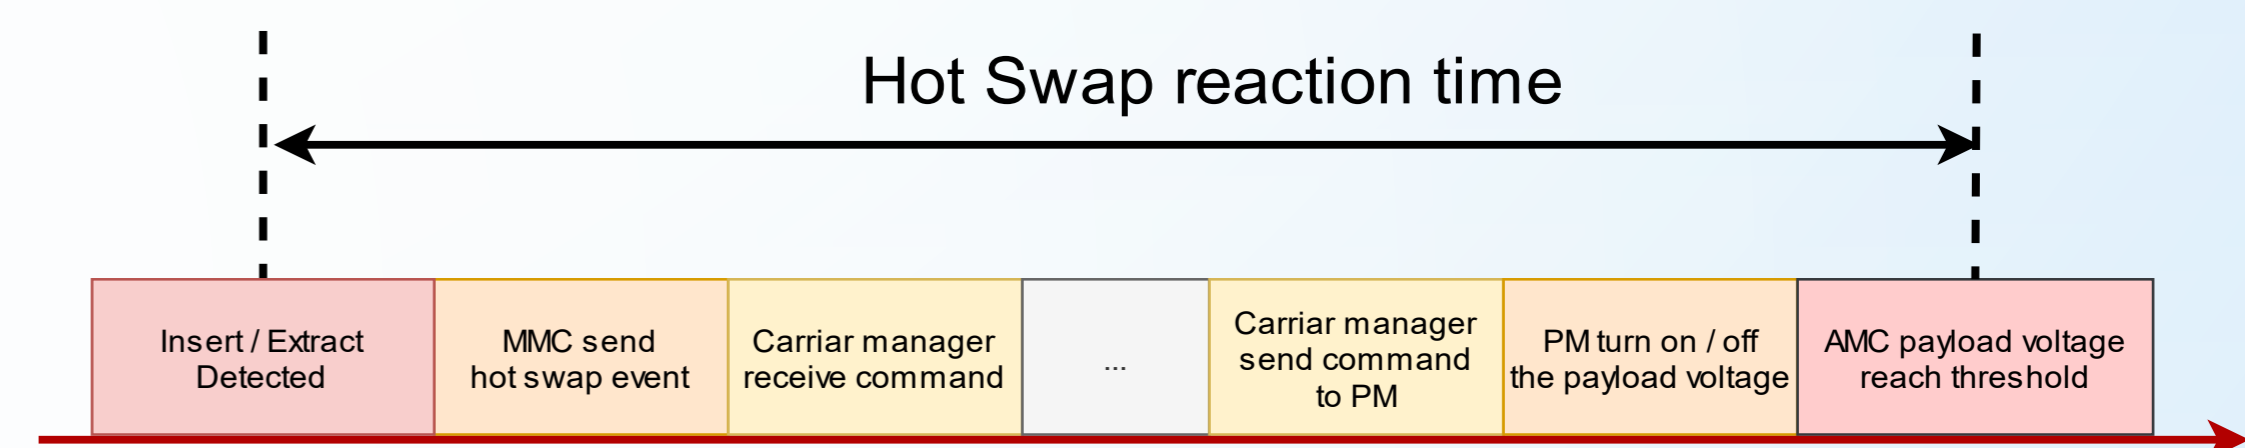 Hot Swap reaction time
Insert / Extract
Detected
MMC send
hot swap event
Carriar manager
receive command
...
Carriar manager
send command
to PM
PM turn on / off
the payload voltage
AMC payload voltage
reach threshold